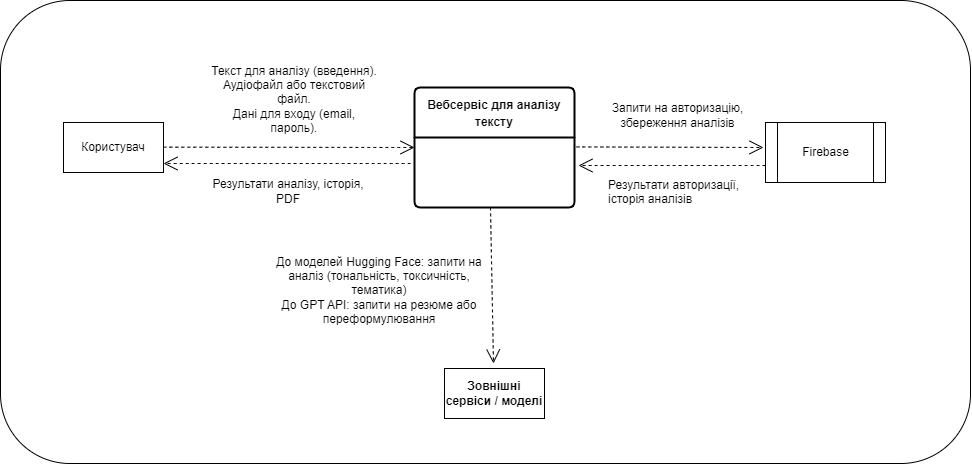 Текст для аналізу (введення).
Аудіофайл або текстовий
файл.
Дані для входу (email,
пароль).
Вебсервіс для аналізу
тексту
Запити на авторизацію,
збереження аналізів
Користувач
Firebase
Результати аналізу, історія,
PDF
Результати авторизації,
історія аналізів
До моделей Hugging Face: запити на
аналіз (тональність, токсичність,
тематика)
До GPT API: запити на резюме або
переформулювання
Зовнішні
сервіси / моделі